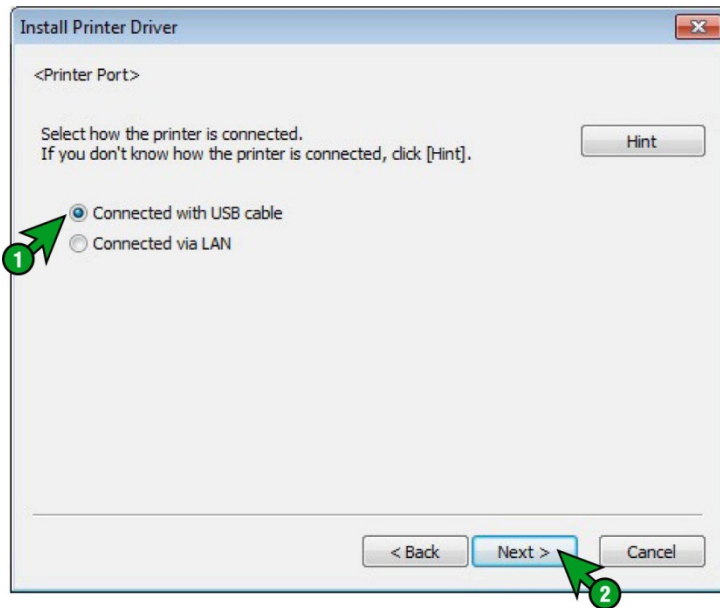 Install Printer Driver
<Printer Port>
Select how the printer is connected.
If you don't know how the printer is connected, click [Hint].
Hint
Connected with USB cable
1
Connected via LAN
< Back
Next >
Cancel
2